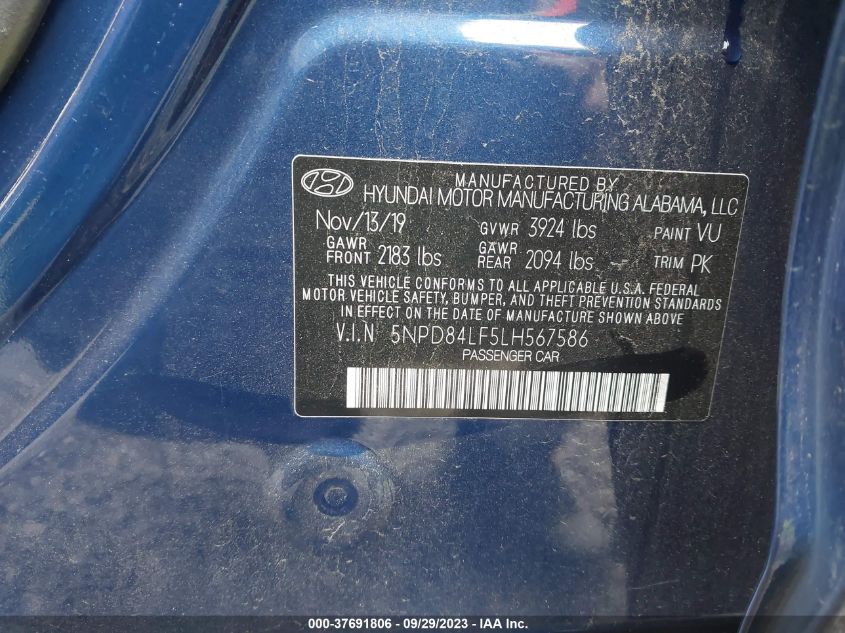 MANUFACTURED BY
HYUNDAI MOTOR MANUFACTURING ALABAMA, LLC
Nov/13/19 GVWR 3924 lbs PAINT VU
GAWR FRONT 2183 lbs GAWR REAR 2094 lbs TRIM PK
THIS VEHICLE CONFORMS TO ALL APPLICABLE U.S.A. FEDERAL
MOTOR VEHICLE SAFETY, BUMPER, AND THEFT PREVENTION STANDARDS
IN EFFECT ON THE DATE OF MANUFACTURE SHOWN ABOVE.
V.I.N 5NPD84LF5LH567586
PASSENGER CAR
000-37691806 - 09/29/2023 - IAA Inc.